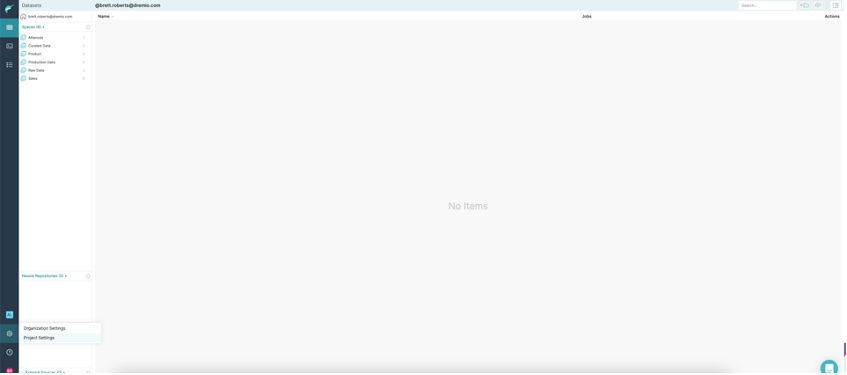 Datasets
@brett.roberts@dremio.com
Search...
brett.roberts@dremio.com
Name
Jobs
Actions
Spaces (6)
Alliances
Curated Data
Product
Production Data
Raw Data
Sales
No Items
Nessie Repositories (0)
Organization Settings
Project Settings
External Sources (0)